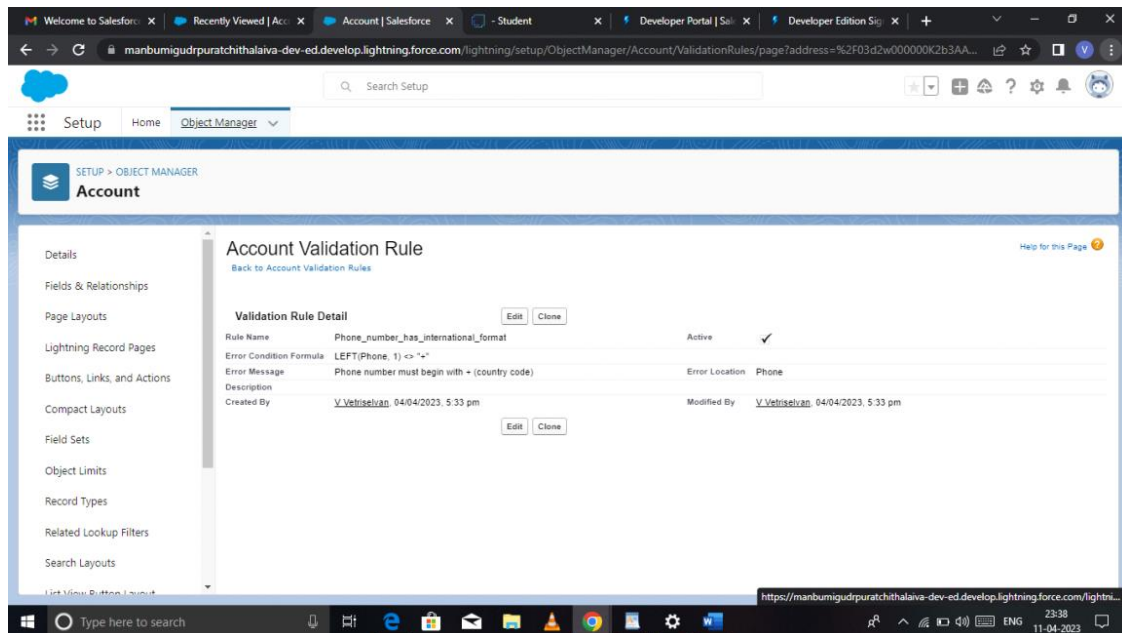 Welcome to Salesforc
Recently Viewed | Acc
Account | Salesforce
- Student
Developer Portal | Sal
Developer Edition Sig
manbumigudrpuratchithalaiva-dev-ed.develop.lightning.force.com/lightning/setup/ObjectManager/Account/ValidationRules/page?address=%2F03d2w000000K2b3AA...
V
Search Setup
Setup Home Object Manager
SETUP > OBJECT MANAGER
Account
Details
Fields & Relationships
Page Layouts
Lightning Record Pages
Buttons, Links, and Actions
Compact Layouts
Field Sets
Object Limits
Record Types
Related Lookup Filters
Search Layouts
List View Button Layout
Account Validation Rule
Help for this Page
Back to Account Validation Rules
Validation Rule Detail
Edit Clone
Rule Name Phone_number_has_international_format Active
Error Condition Formula LEFT(Phone, 1) <> "+"
Error Message Phone number must begin with + (country code) Error Location Phone
Description
Created By V Vetriselvan, 04/04/2023, 5:33 pm Modified By V Vetriselvan, 04/04/2023, 5:33 pm
Edit Clone
https://manbumigudrpuratchithalaiva-dev-ed.develop.lightning.force.com/lightni...
Type here to search
ENG
23:38
11-04-2023